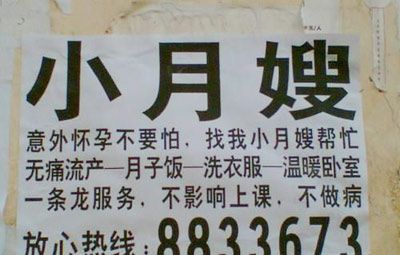 小月嫂
意外怀孕不要怕，找我小月嫂帮忙
无痛流产—月子饭—洗衣服—温暖卧室
一条龙服务，不影响上课，不做病
放心热线：8833673